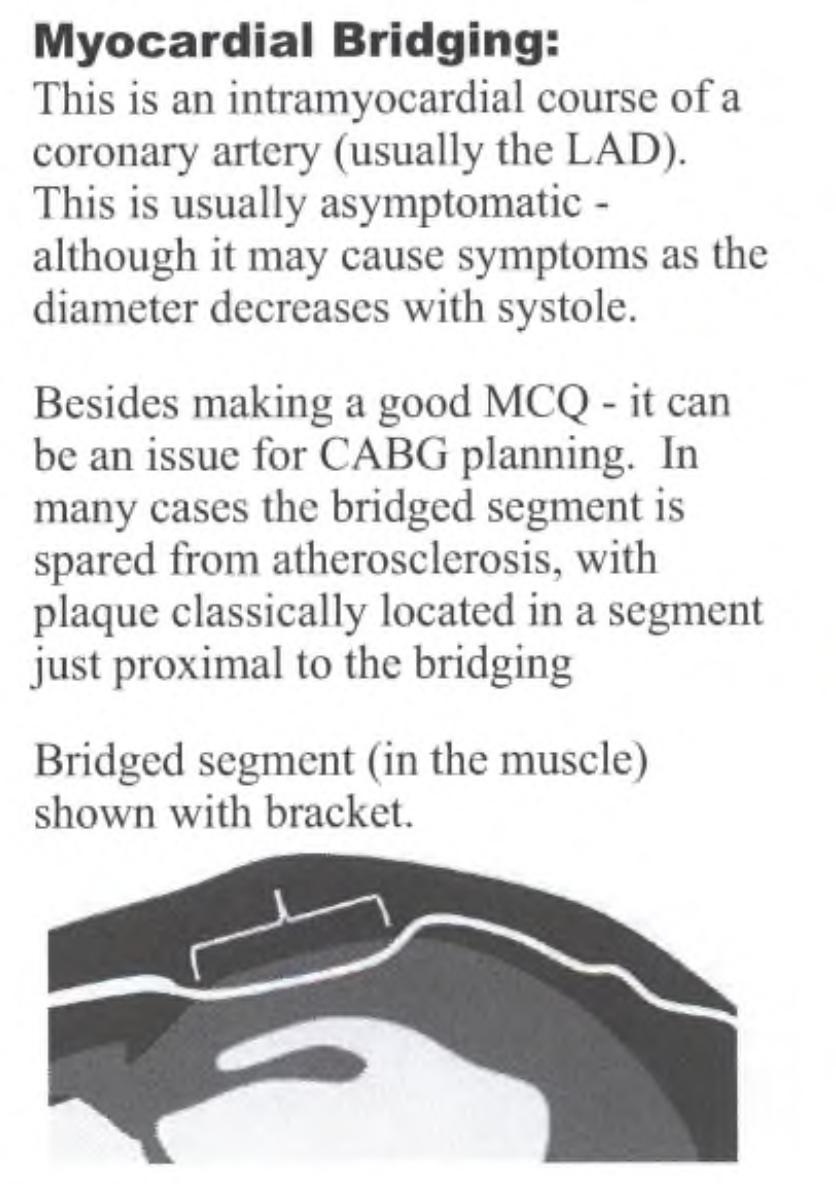 Myocardial Bridging:
This is an intramyocardial course of a
coronary artery (usually the LAD).
This is usually asymptomatic -
although it may cause symptoms as the
diameter decreases with systole.
Besides making a good MCQ - it can
be an issue for CABG planning. In
many cases the bridged segment is
spared from atherosclerosis, with
plaque classically located in a segment
just proximal to the bridging
Bridged segment (in the muscle)
shown with bracket.